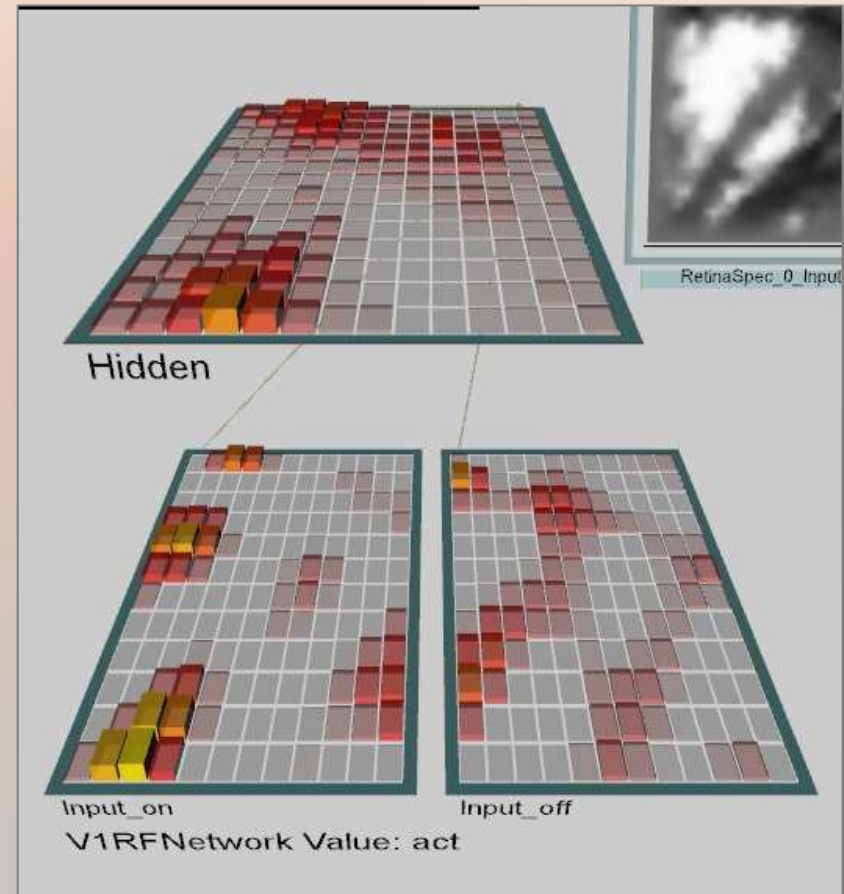 RetinaSpec_0_Input
Hidden
Input_on
Input_off
V1RFNetwork Value: act